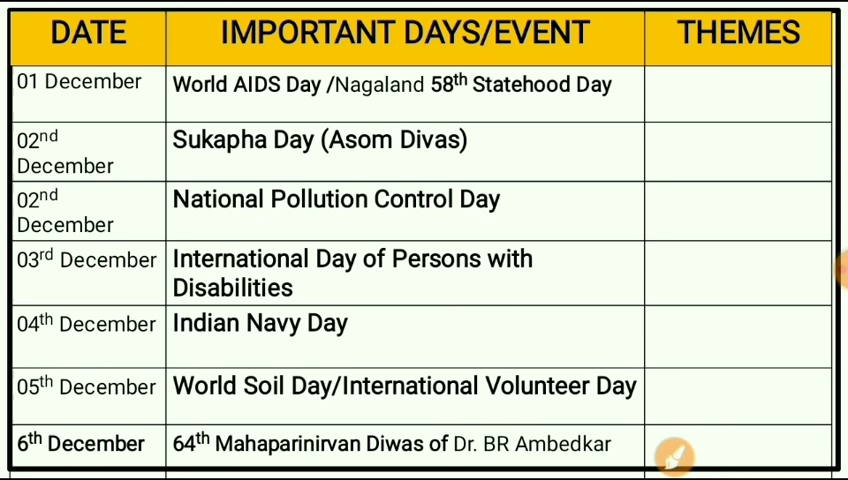 DATE IMPORTANT DAYS/EVENT THEMES
01 December World AIDS Day /Nagaland 58th Statehood Day
02nd Sukapha Day (Asom Divas)
December
02nd National Pollution Control Day
December
03rd December International Day of Persons with
Disabilities
04th December Indian Navy Day
05th December World Soil Day/International Volunteer Day
6th December 64th Mahaparinirvan Diwas of Dr. BR Ambedkar